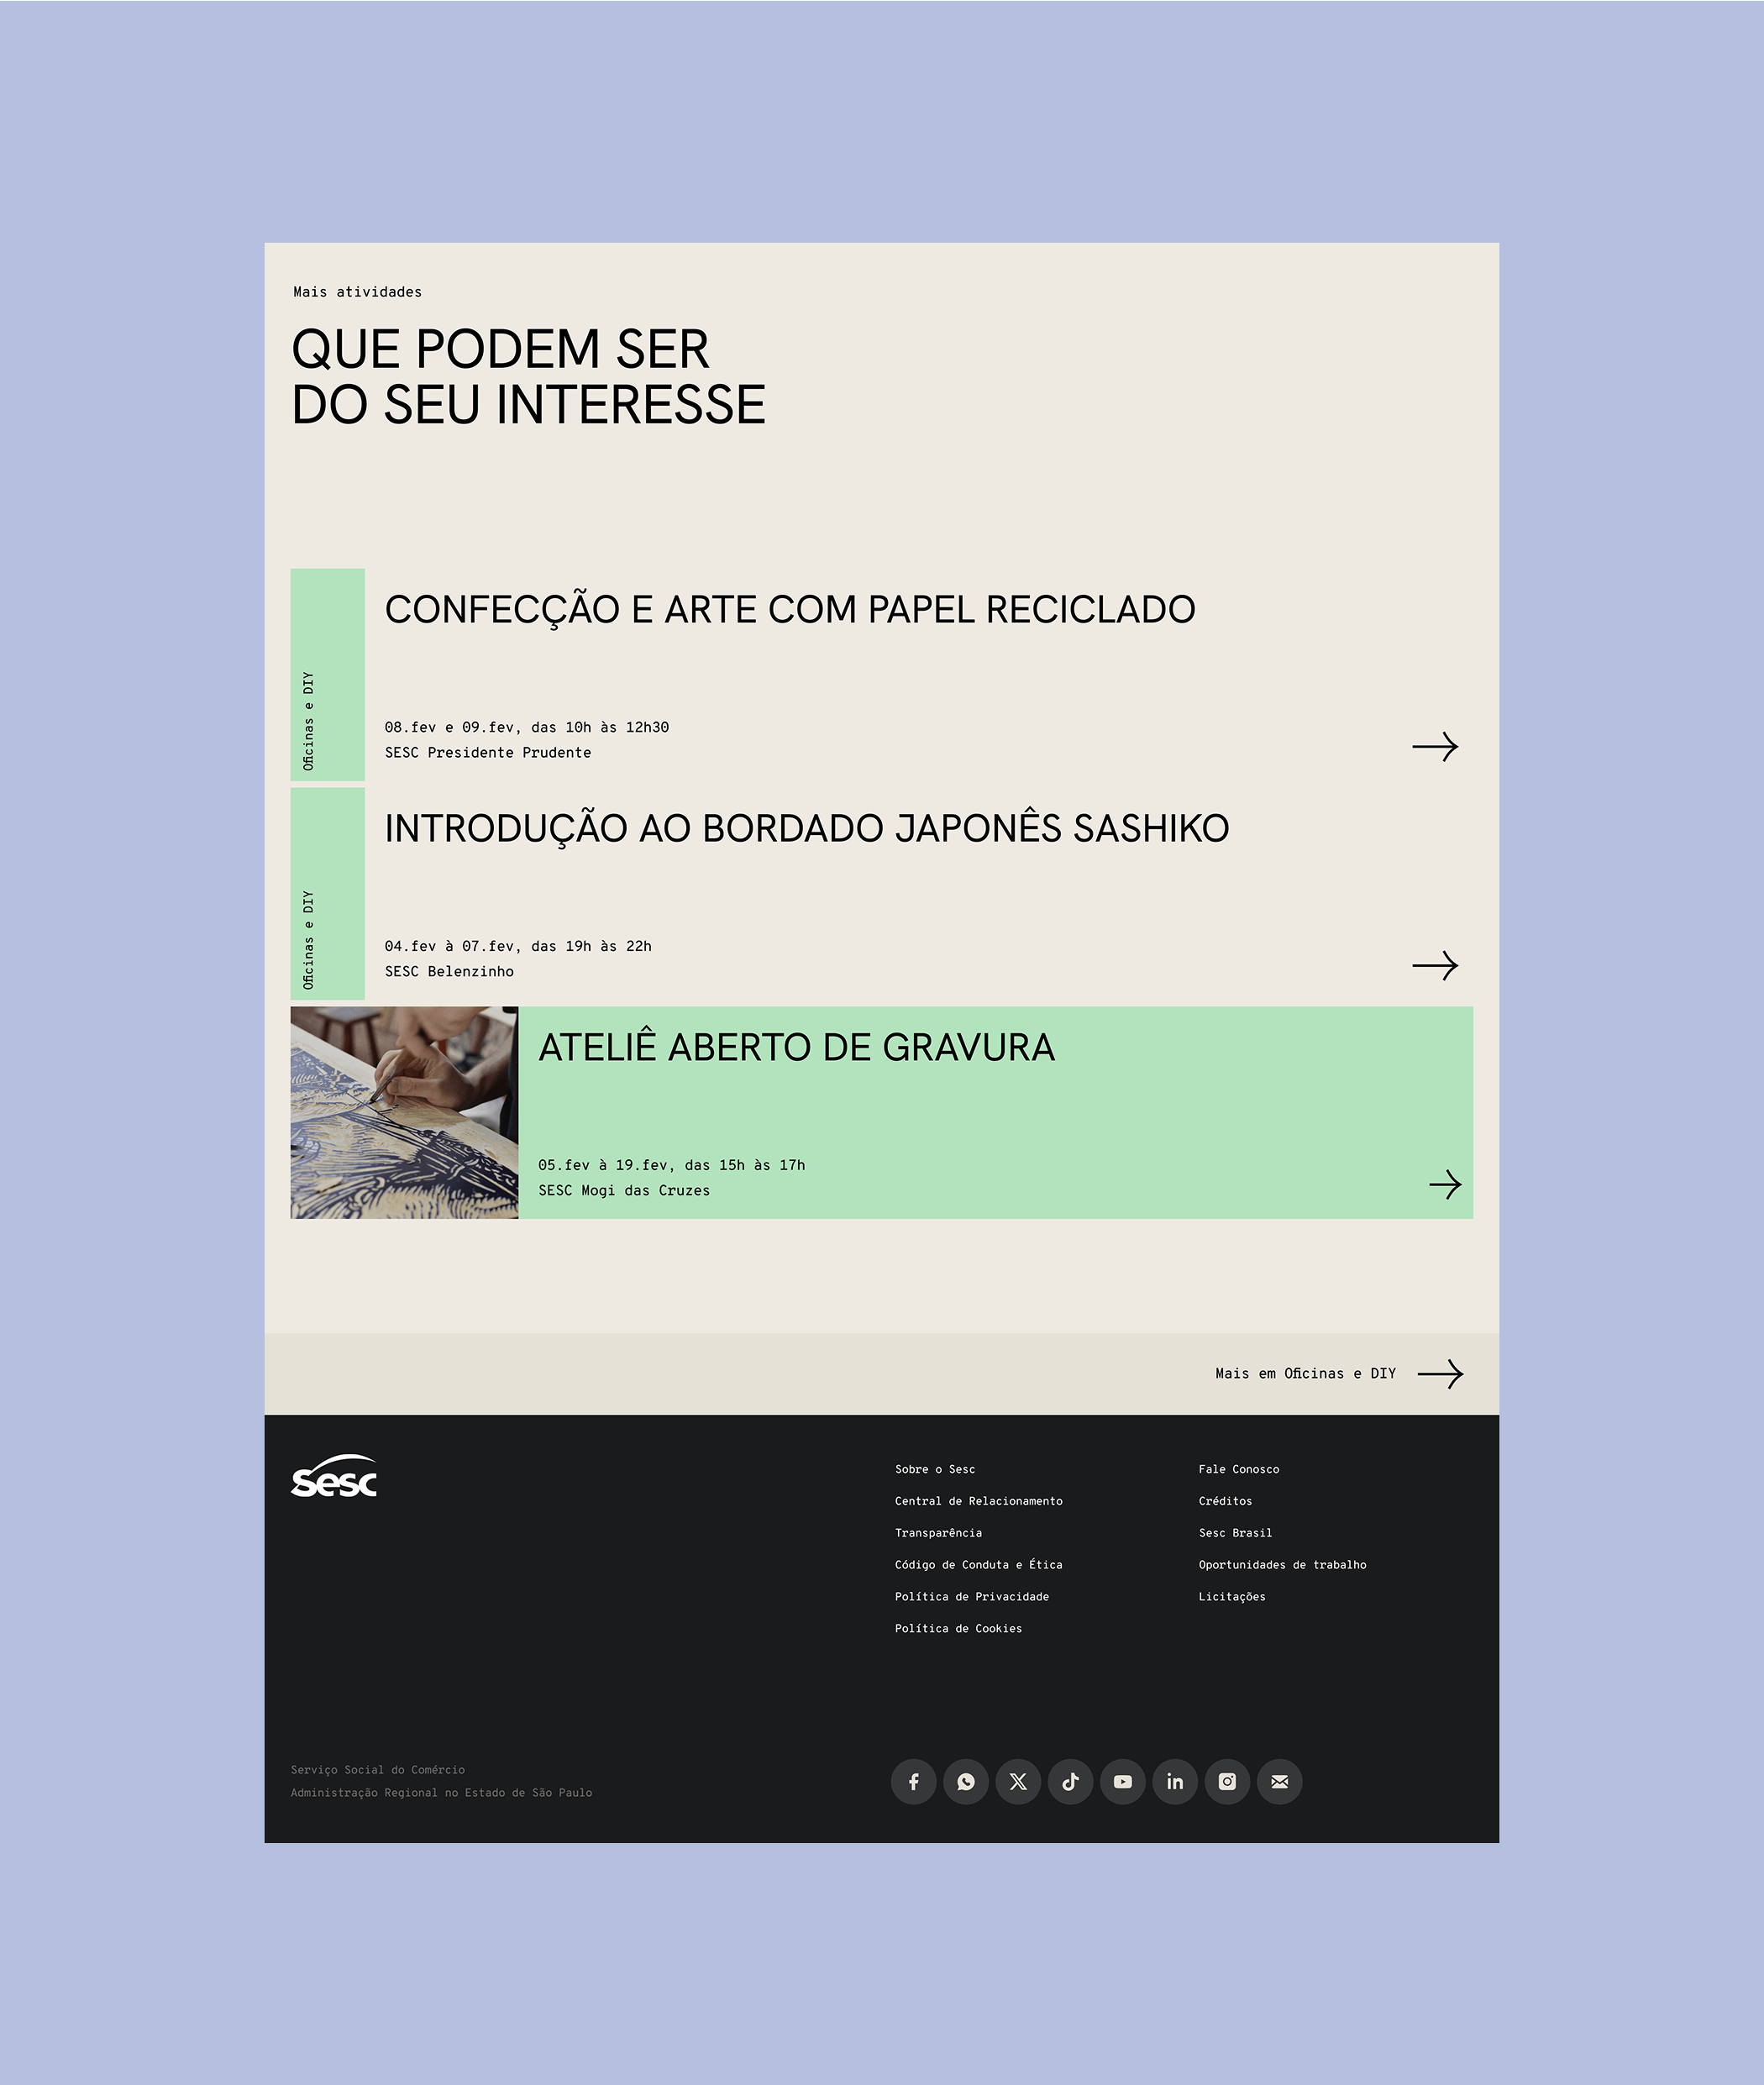 Mais atividades
QUE PODEM SER
DO SEU INTERESSE
Oficinas e DIY
CONFECÇÃO E ARTE COM PAPEL RECICLADO
08.fev e 09.fev, das 10h às 12h30
SESC Presidente Prudente
Oficinas e DIY
INTRODUÇÃO AO BORDADO JAPONÊS SASHIKO
04.fev à 07.fev, das 19h às 22h
SESC Belenzinho
ATELIÊ ABERTO DE GRAVURA
05.fev à 19.fev, das 15h às 17h
SESC Mogi das Cruzes
Mais em Oficinas e DIY
Sesc
Sobre o Sesc
Central de Relacionamento
Transparência
Código de Conduta e Ética
Política de Privacidade
Política de Cookies
Fale Conosco
Créditos
Sesc Brasil
Oportunidades de trabalho
Licitações
Serviço Social do Comércio
Administração Regional no Estado de São Paulo